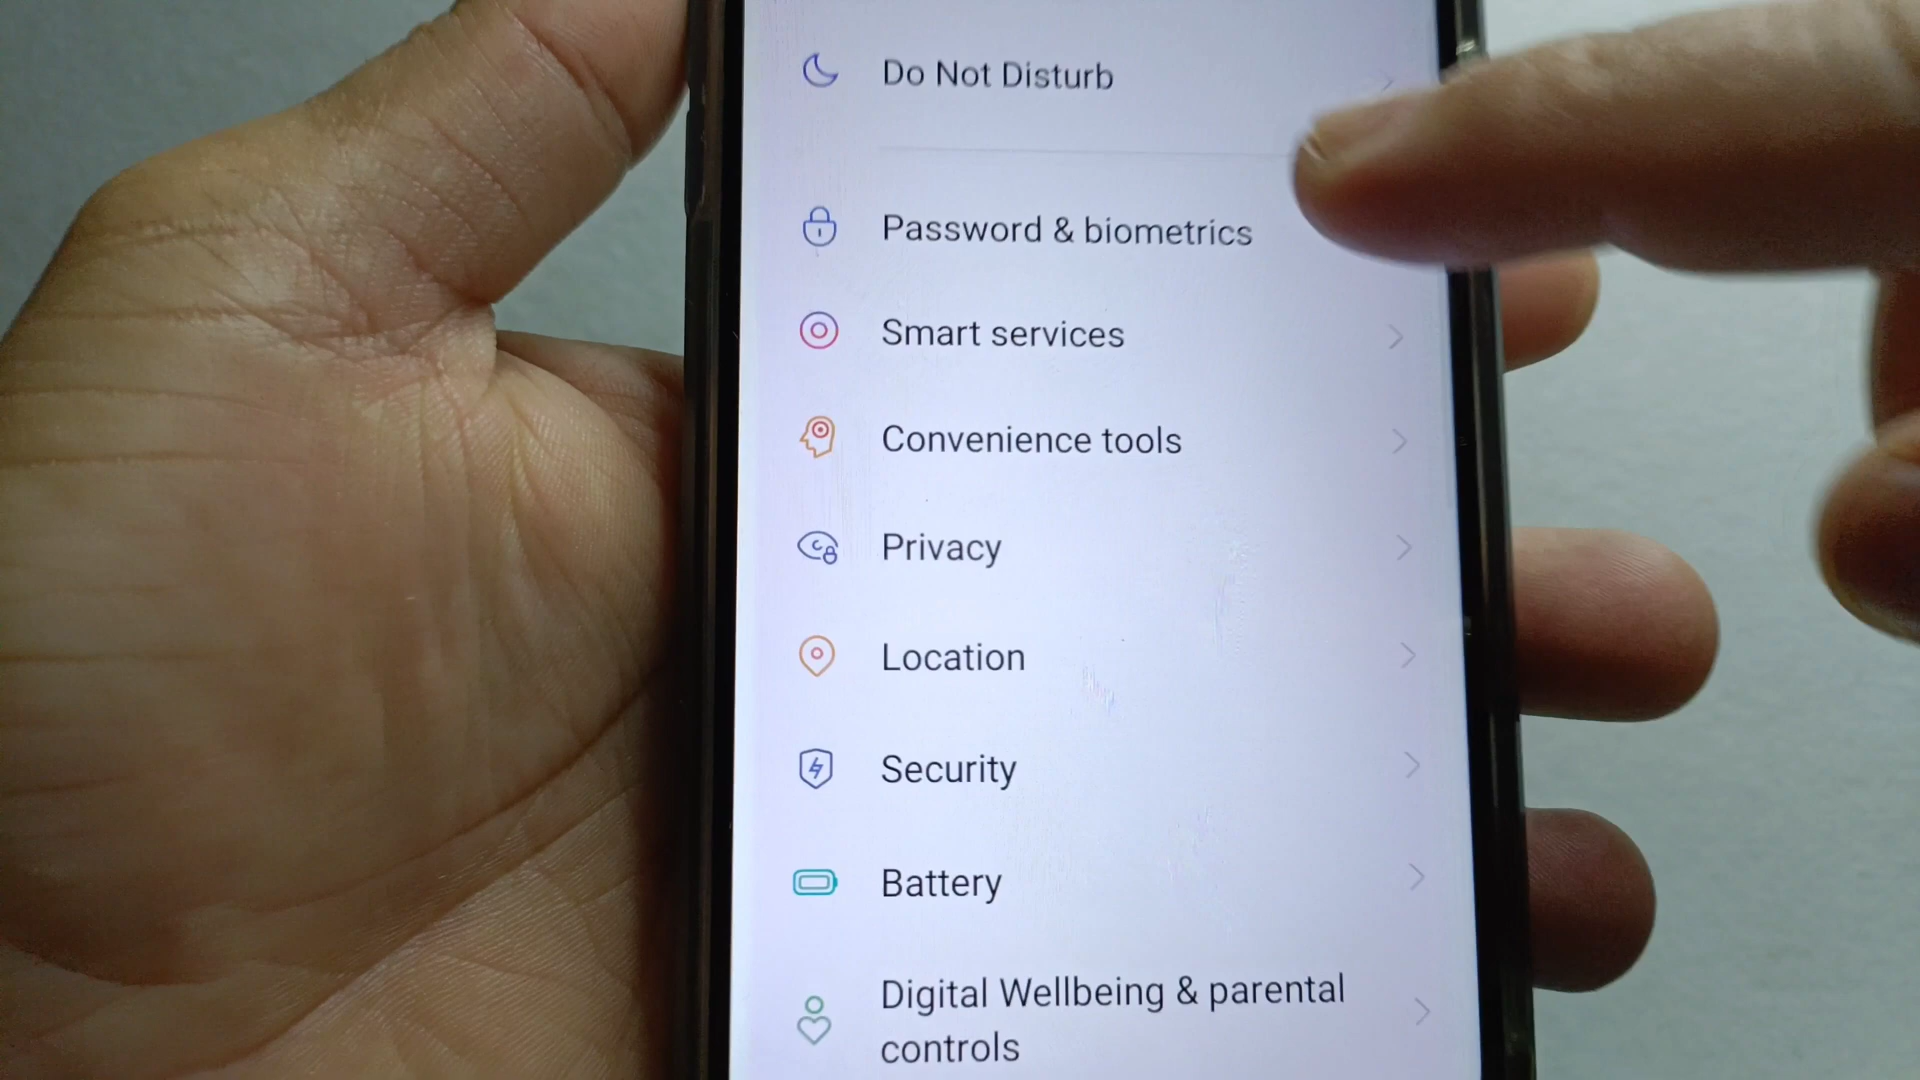 Do Not Disturb
Password & biometrics
Smart services
Convenience tools
Privacy
Location
Security
Battery
Digital Wellbeing & parental
controls